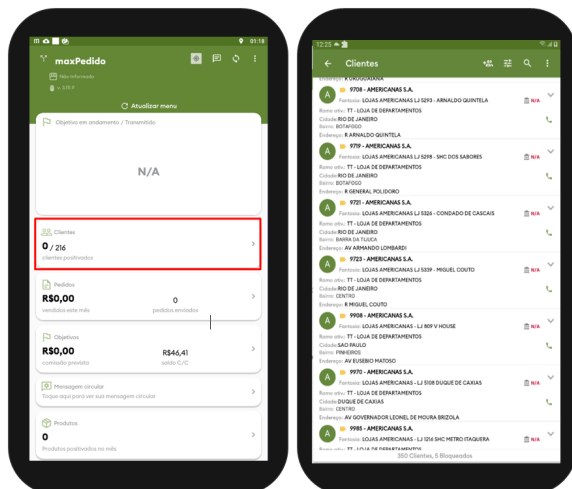 01:18
maxPedido
Não Informado
Atualizar menu
Objetivo em andamento / Transmitido
N/A
Clientes
0 / 216
clientes positivados
Pedidos
R$0,00
vendidos este mês
0
pedidos enviados
Objetivos
R$0,00
comissão prevista
R$46,41
saldo C/C
Mensagem circular
Toque aqui para ver sua mensagem circular
Produtos
0
Produtos positivados no mês
12:25
Clientes
Endereço: R URUGUAIANA
A
9708 - AMERICANAS S.A.
Fantasia: LOJAS AMERICANAS LJ 5293 - ARNALDO QUINTELA
N/A
Ramo ativ.: TT - LOJA DE DEPARTAMENTOS
Cidade: RIO DE JANEIRO
Bairro: BOTAFOGO
Endereço: R ARNALDO QUINTELA
A
9719 - AMERICANAS S.A.
Fantasia: LOJAS AMERICANAS LJ 5298 - SHC DOS SABORES
N/A
Ramo ativ.: TT - LOJA DE DEPARTAMENTOS
Cidade: RIO DE JANEIRO
Bairro: BOTAFOGO
Endereço: R GENERAL POLIDORO
A
9721 - AMERICANAS S.A.
Fantasia: LOJAS AMERICANAS LJ 5326 - CONDADO DE CASCAIS
N/A
Ramo ativ.: TT - LOJA DE DEPARTAMENTOS
Cidade: RIO DE JANEIRO
Bairro: BARRA DA TIJUCA
Endereço: AV ARMANDO LOMBARDI
A
9723 - AMERICANAS S.A.
Fantasia: LOJAS AMERICANAS LJ 5339 - MIGUEL COUTO
N/A
Ramo ativ.: TT - LOJA DE DEPARTAMENTOS
Cidade: RIO DE JANEIRO
Bairro: CENTRO
Endereço: R MIGUEL COUTO
A
9908 - AMERICANAS S.A.
Fantasia: LOJAS AMERICANAS - LJ 809 V HOUSE
N/A
Ramo ativ.: TT - LOJA DE DEPARTAMENTOS
Cidade: SAO PAULO
Bairro: PINHEIROS
Endereço: AV EUSEBIO MATOSO
A
9970 - AMERICANAS S.A.
Fantasia: LOJAS AMERICANAS - LJ 5108 DUQUE DE CAXIAS
N/A
Ramo ativ.: TT - LOJA DE DEPARTAMENTOS
Cidade: DUQUE DE CAXIAS
Bairro: CENTRO
Endereço: AV GOVERNADOR LEONEL DE MOURA BRIZOLA
A
9985 - AMERICANAS S.A.
Fantasia: LOJAS AMERICANAS - LJ 1216 SHC METRO ITAQUERA
N/A
Ramo ativ.: TT - LOJA DE DEPARTAMENTOS
350 Clientes, 5 Bloqueados